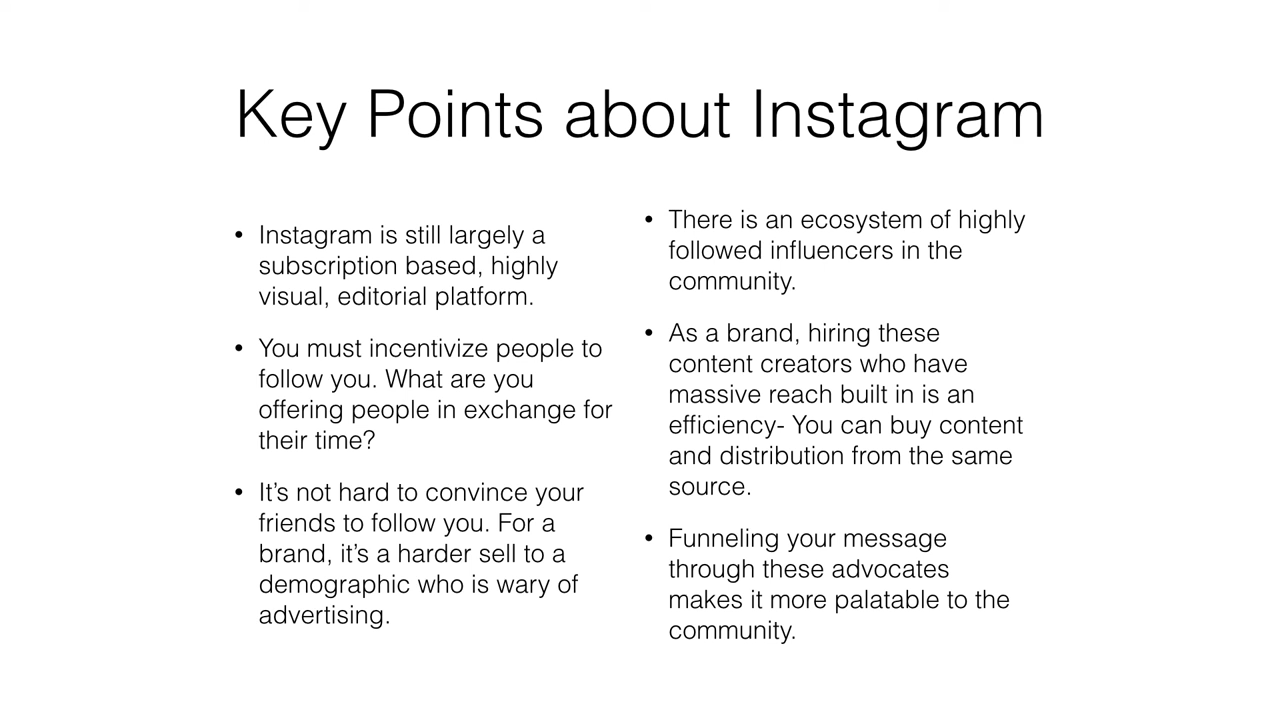 Key Points about Instagram
• Instagram is still largely a
subscription based, highly
visual, editorial platform.
• You must incentivize people to
follow you. What are you
offering people in exchange for
their time?
• It’s not hard to convince your
friends to follow you. For a
brand, it’s a harder sell to a
demographic who is wary of
advertising.
• There is an ecosystem of highly
followed influencers in the
community.
• As a brand, hiring these
content creators who have
massive reach built in is an
efficiency- You can buy content
and distribution from the same
source.
• Funneling your message
through these advocates
makes it more palatable to the
community.